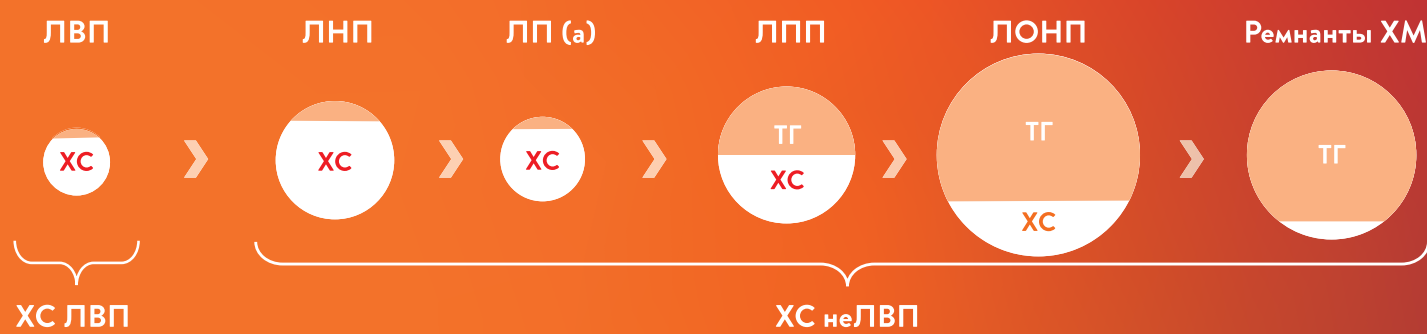 ЛВП
ЛНП
ЛП (а)
ЛПП
ЛОНП
Ремнанты ХМ
ХС
ХС
ХС
ТГ
ХС
ТГ
ХС
ТГ
ХС ЛВП
ХС неЛВП